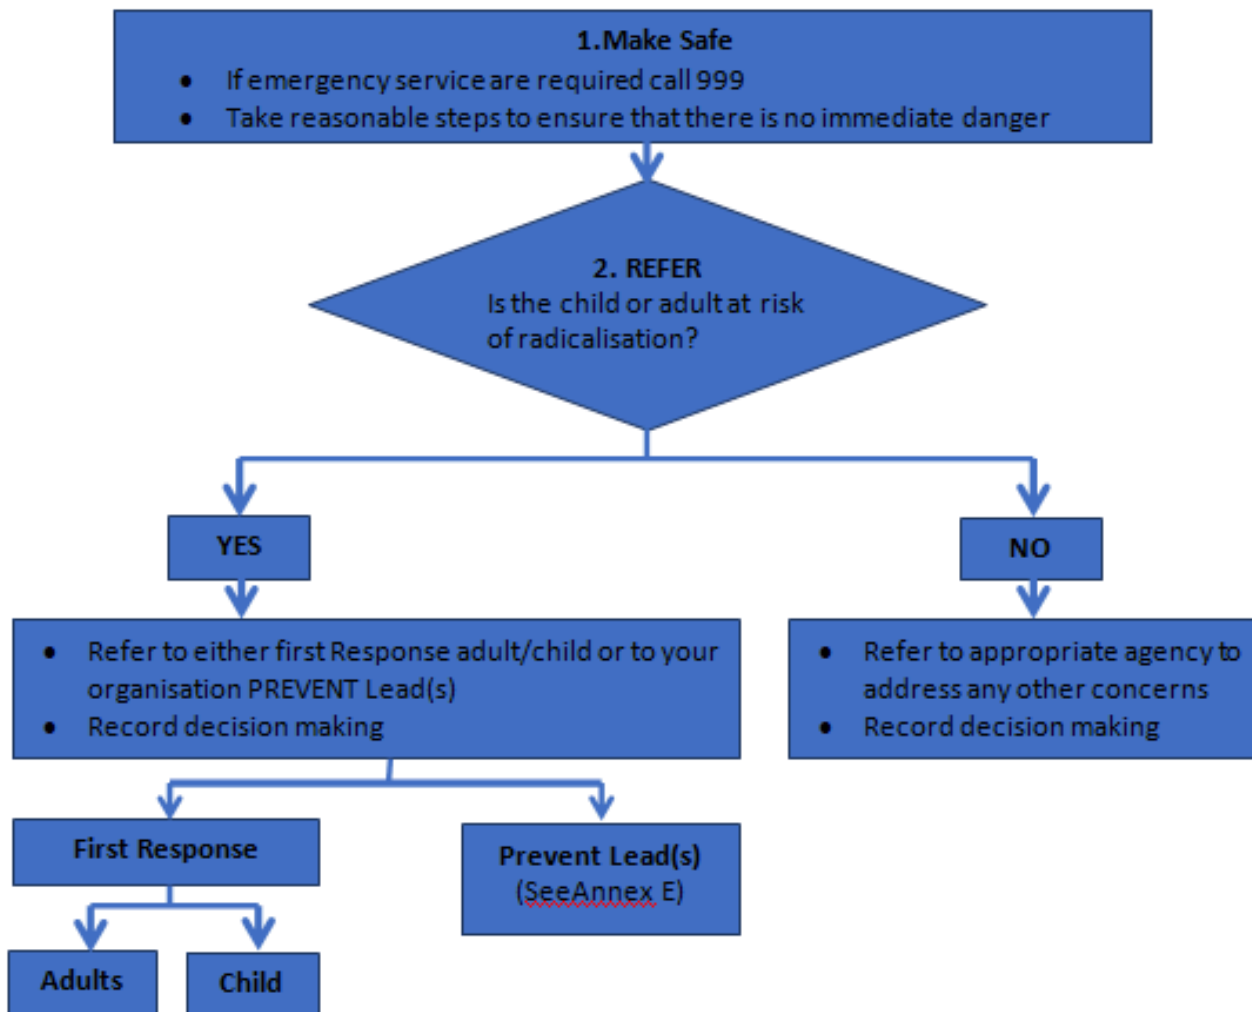 1.Make Safe
• If emergency service are required call 999
• Take reasonable steps to ensure that there is no immediate danger
2. REFER
Is the child or adult at risk
of radicalisation?
YES
NO
• Refer to either first Response adult/child or to your
organisation PREVENT Lead(s)
• Record decision making
• Refer to appropriate agency to
address any other concerns
• Record decision making
First Response
Prevent Lead(s)
(SeeAnnex E)
Adults
Child